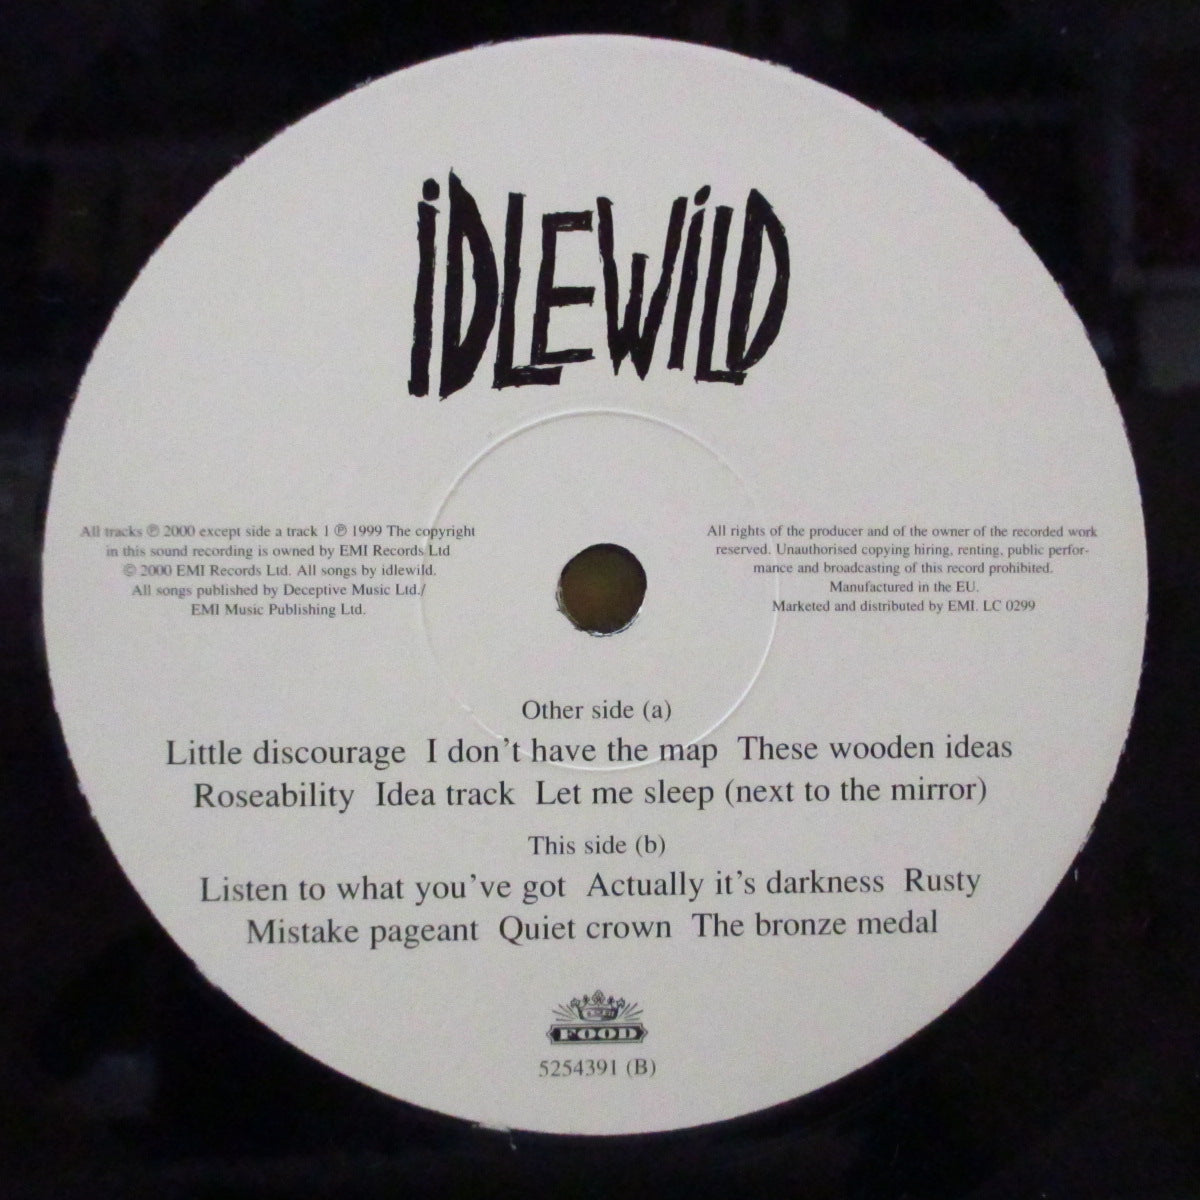 iDLEWiLD
All tracks ℗ 2000 except side a track 1 ℗ 1999 The copyright
in this sound recording is owned by EMI Records Ltd
© 2000 EMI Records Ltd. All songs by idlewild.
All songs published by Deceptive Music Ltd./
EMI Music Publishing Ltd.
All rights of the producer and of the owner of the recorded work
reserved. Unauthorised copying hiring, renting, public perfor-
mance and broadcasting of this record prohibited.
Manufactured in the EU.
Marketed and distributed by EMI. LC 0299
Other side (a)
Little discourage I don't have the map These wooden ideas
Roseability Idea track Let me sleep (next to the mirror)
This side (b)
Listen to what you've got Actually it's darkness Rusty
Mistake pageant Quiet crown The bronze medal
FOOD
5254391 (B)